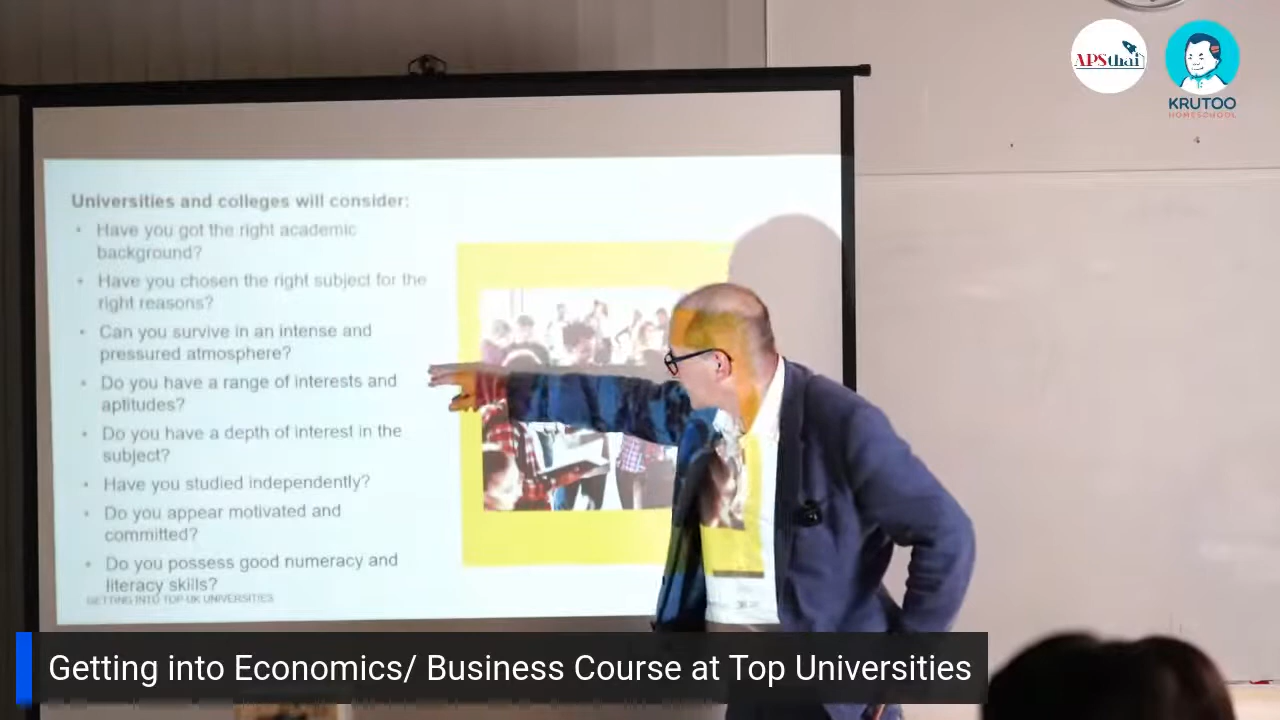 APSthai
KRUTOO
HOMESCHOOL
Universities and colleges will consider:
• Have you got the right academic
background?
• Have you chosen the right subject for the
right reasons?
• Can you survive in an intense and
pressured atmosphere?
• Do you have a range of interests and
aptitudes?
• Do you have a depth of interest in the
subject?
• Have you studied independently?
• Do you appear motivated and
committed?
• Do you possess good numeracy and
literacy skills?
GETTING INTO TOP UK UNIVERSITIES
Getting into Economics/ Business Course at Top Universities